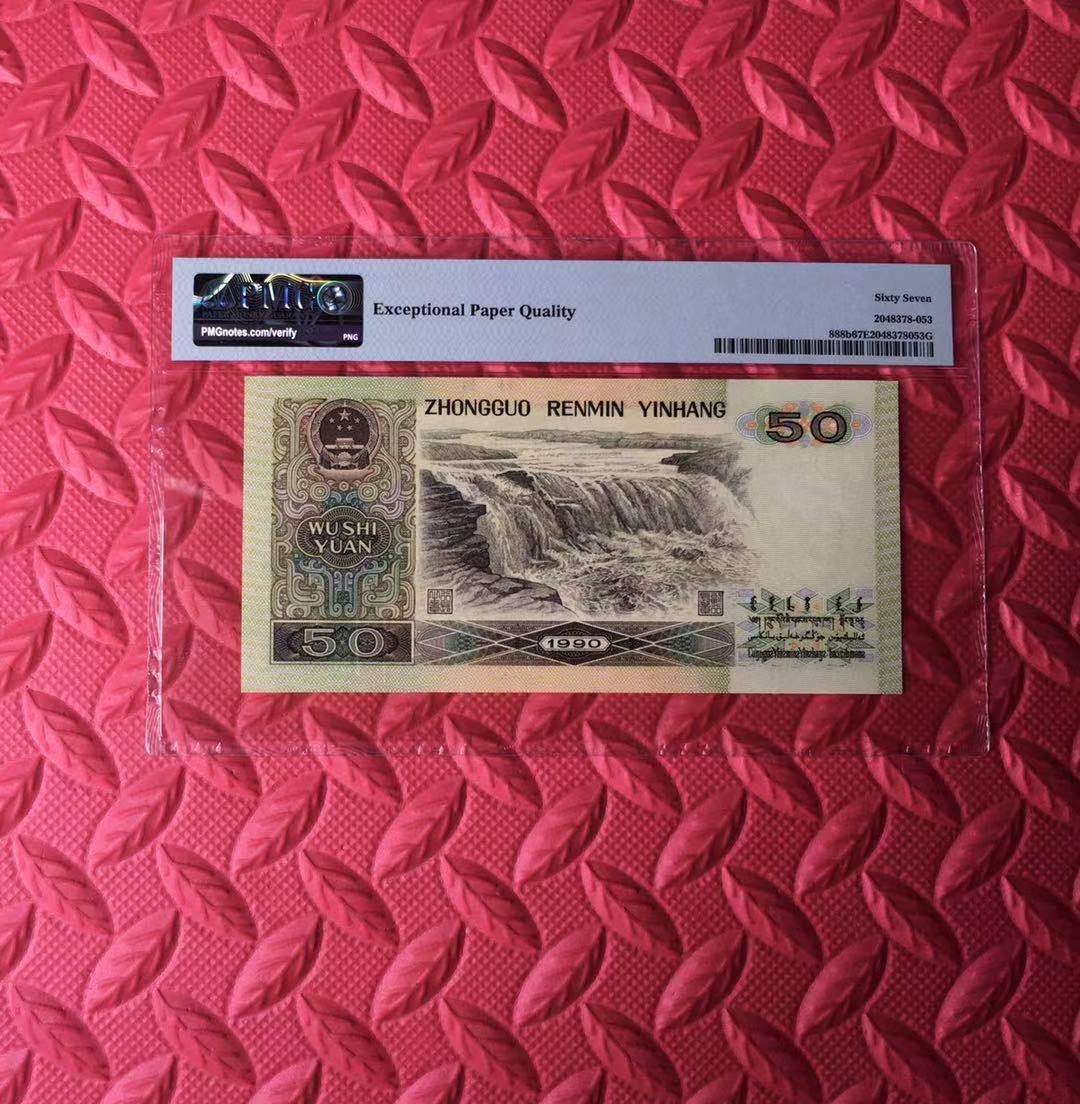 PMG
PMGnotes.com/verify
PNG
Exceptional Paper Quality
Sixty Seven
2048378-053
888b67E2048378053G
ZHONGGUO RENMIN YINHANG
50
WU SHI
YUAN
50
1990